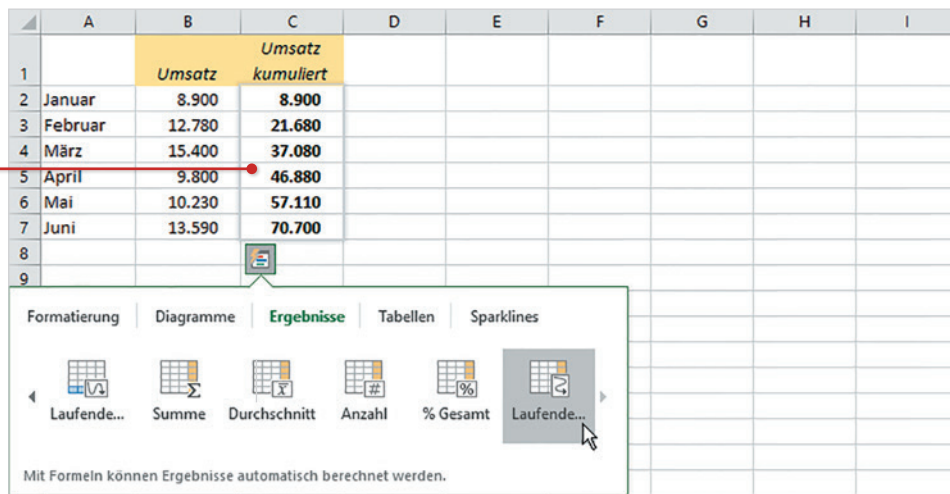 A B C D E F G H I
Umsatz
1 Umsatz kumuliert
2 Januar 8.900 8.900
3 Februar 12.780 21.680
4 März 15.400 37.080
5 April 9.800 46.880
6 Mai 10.230 57.110
7 Juni 13.590 70.700
8
9
Formatierung Diagramme Ergebnisse Tabellen Sparklines
Laufende... Summe Durchschnitt Anzahl % Gesamt Laufende...
Mit Formeln können Ergebnisse automatisch berechnet werden.